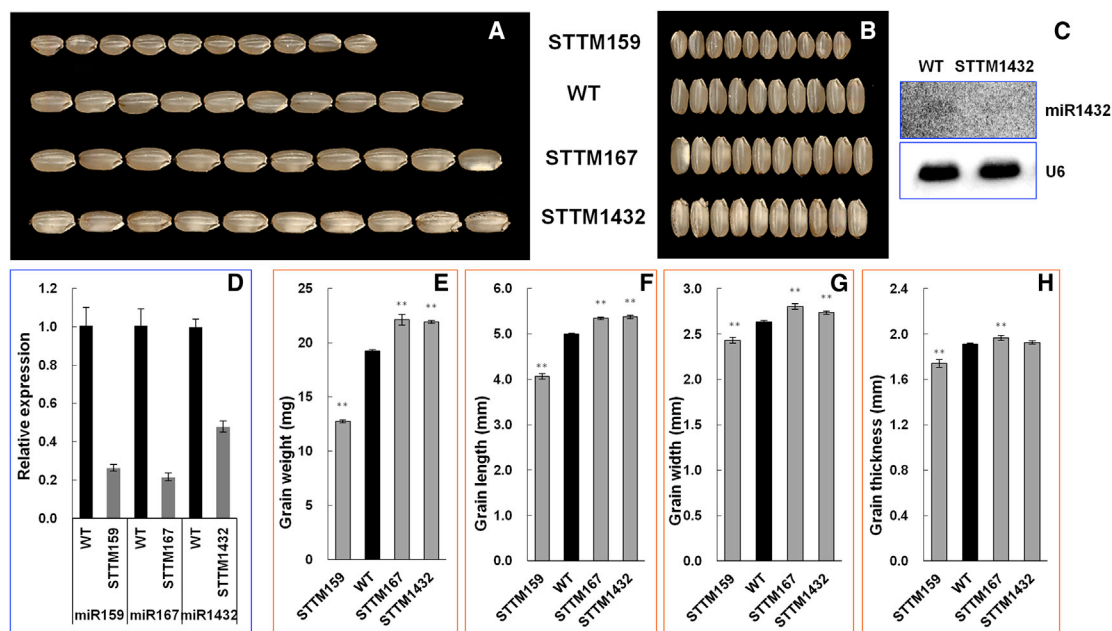 A
STTM159
WT
STTM167
STTM1432
B
C
WT STTM1432
miR1432
U6
D
Relative expression
1.2
1.0
0.8
0.6
0.4
0.2
0.0
WT
STTM159
WT
STTM167
WT
STTM1432
miR159 miR167 miR1432
E
Grain weight (mg)
25
20
15
10
5
0
**
**
**
STTM159
WT
STTM167
STTM1432
F
Grain length (mm)
6.0
5.0
4.0
3.0
2.0
1.0
0.0
**
**
**
STTM159
WT
STTM167
STTM1432
G
Grain width (mm)
3.0
2.5
2.0
1.5
1.0
0.5
0.0
**
**
**
STTM159
WT
STTM167
STTM1432
H
Grain thickness (mm)
2.4
2.0
1.6
1.2
0.8
0.4
0.0
**
**
STTM159
WT
STTM167
STTM1432